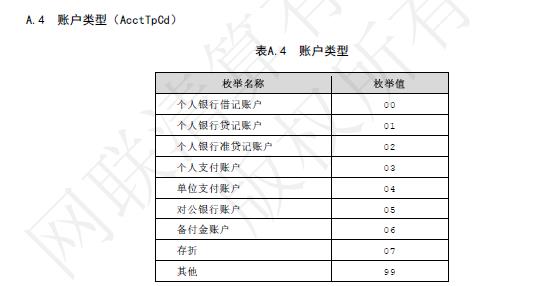 A.4 账户类型（AcctTpCd）
表A.4 账户类型
枚举名称 枚举值
个人银行借记账户 00
个人银行贷记账户 01
个人银行准贷记账户 02
个人支付账户 03
单位支付账户 04
对公银行账户 05
备付金账户 06
存折 07
其他 99
网联清算有
版权所有